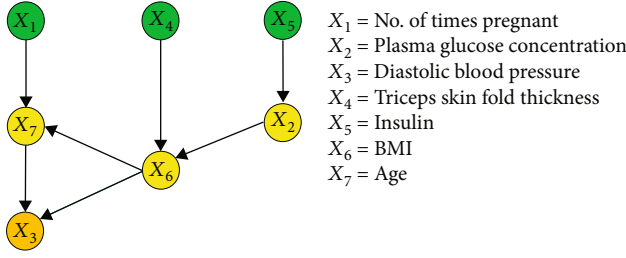 X₁ X₄ X₅
X₇ X₂
X₆
X₃
X₁ = No. of times pregnant
X₂ = Plasma glucose concentration
X₃ = Diastolic blood pressure
X₄ = Triceps skin fold thickness
X₅ = Insulin
X₆ = BMI
X₇ = Age